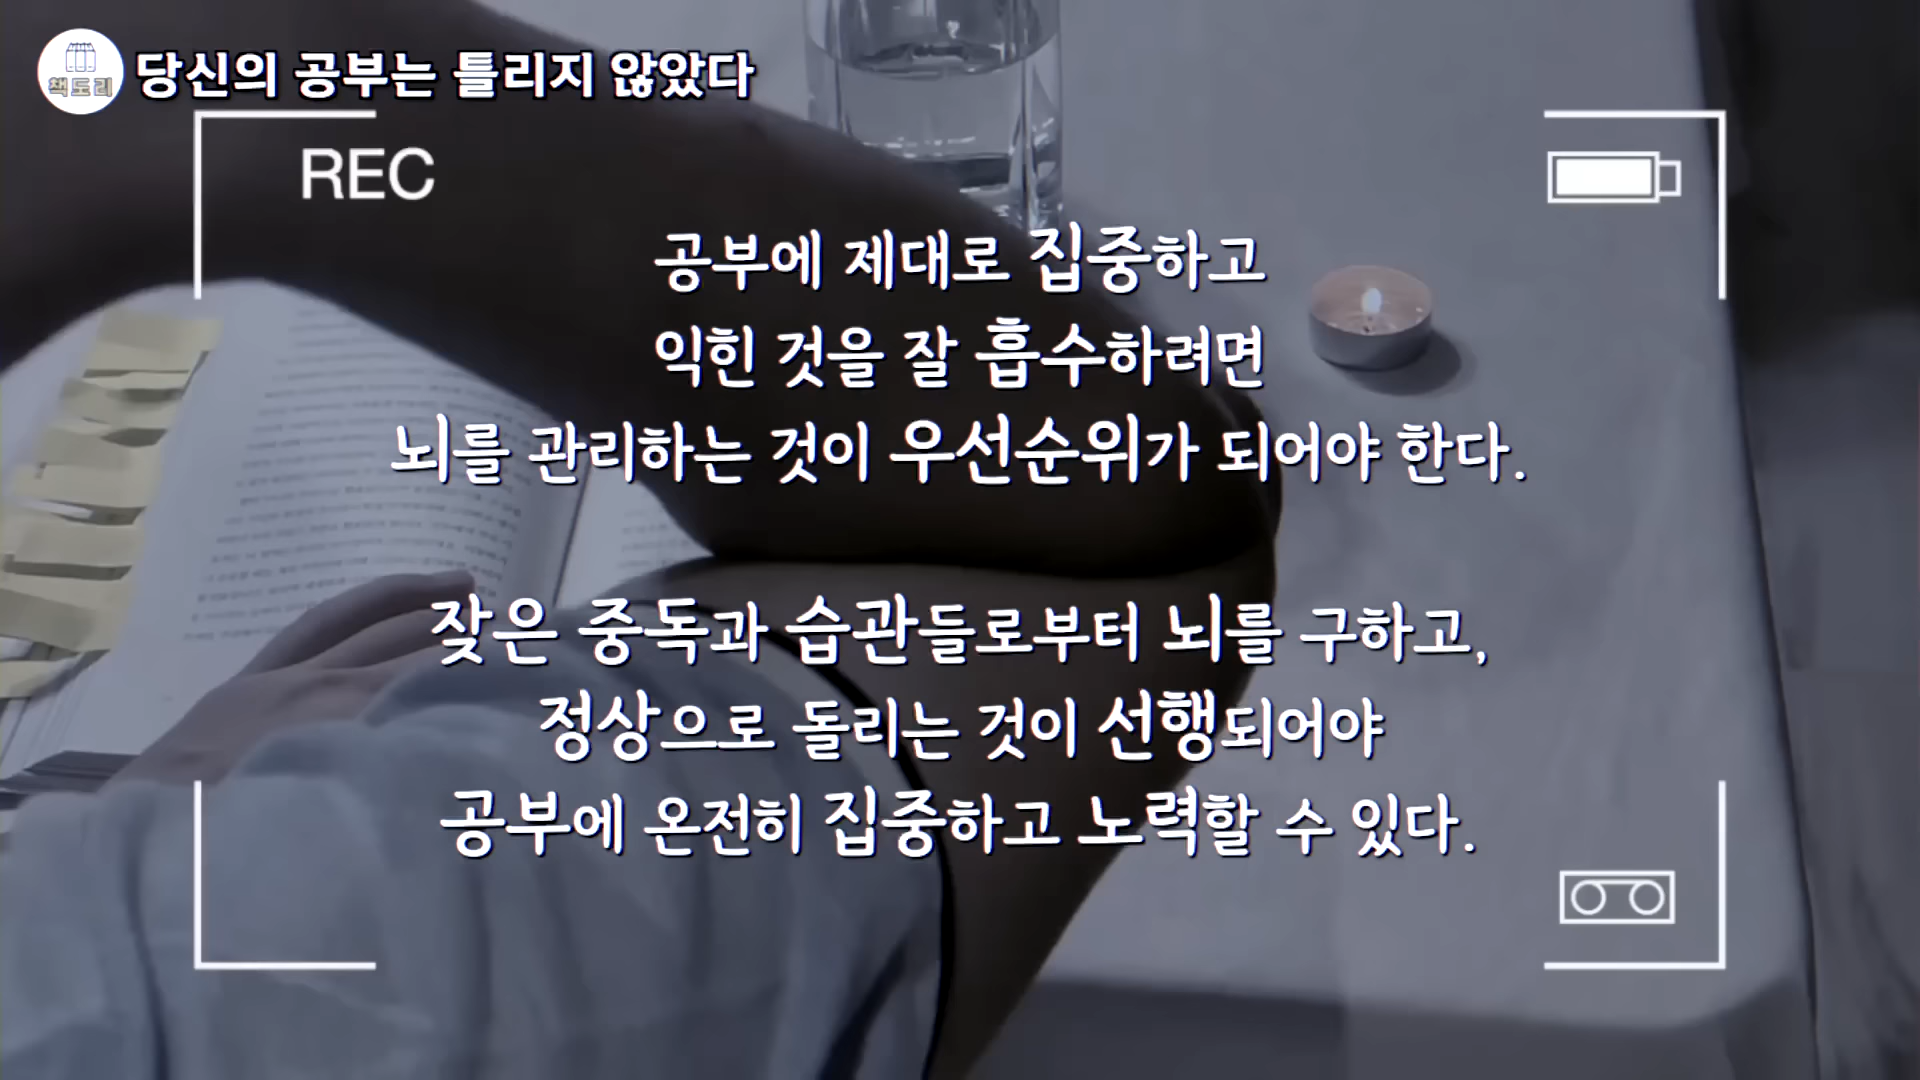 책도리
당신의 공부는 틀리지 않았다
REC
공부에 제대로 집중하고
익힌 것을 잘 흡수하려면
뇌를 관리하는 것이 우선순위가 되어야 한다.
잦은 중독과 습관들로부터 뇌를 구하고,
정상으로 돌리는 것이 선행되어야
공부에 온전히 집중하고 노력할 수 있다.